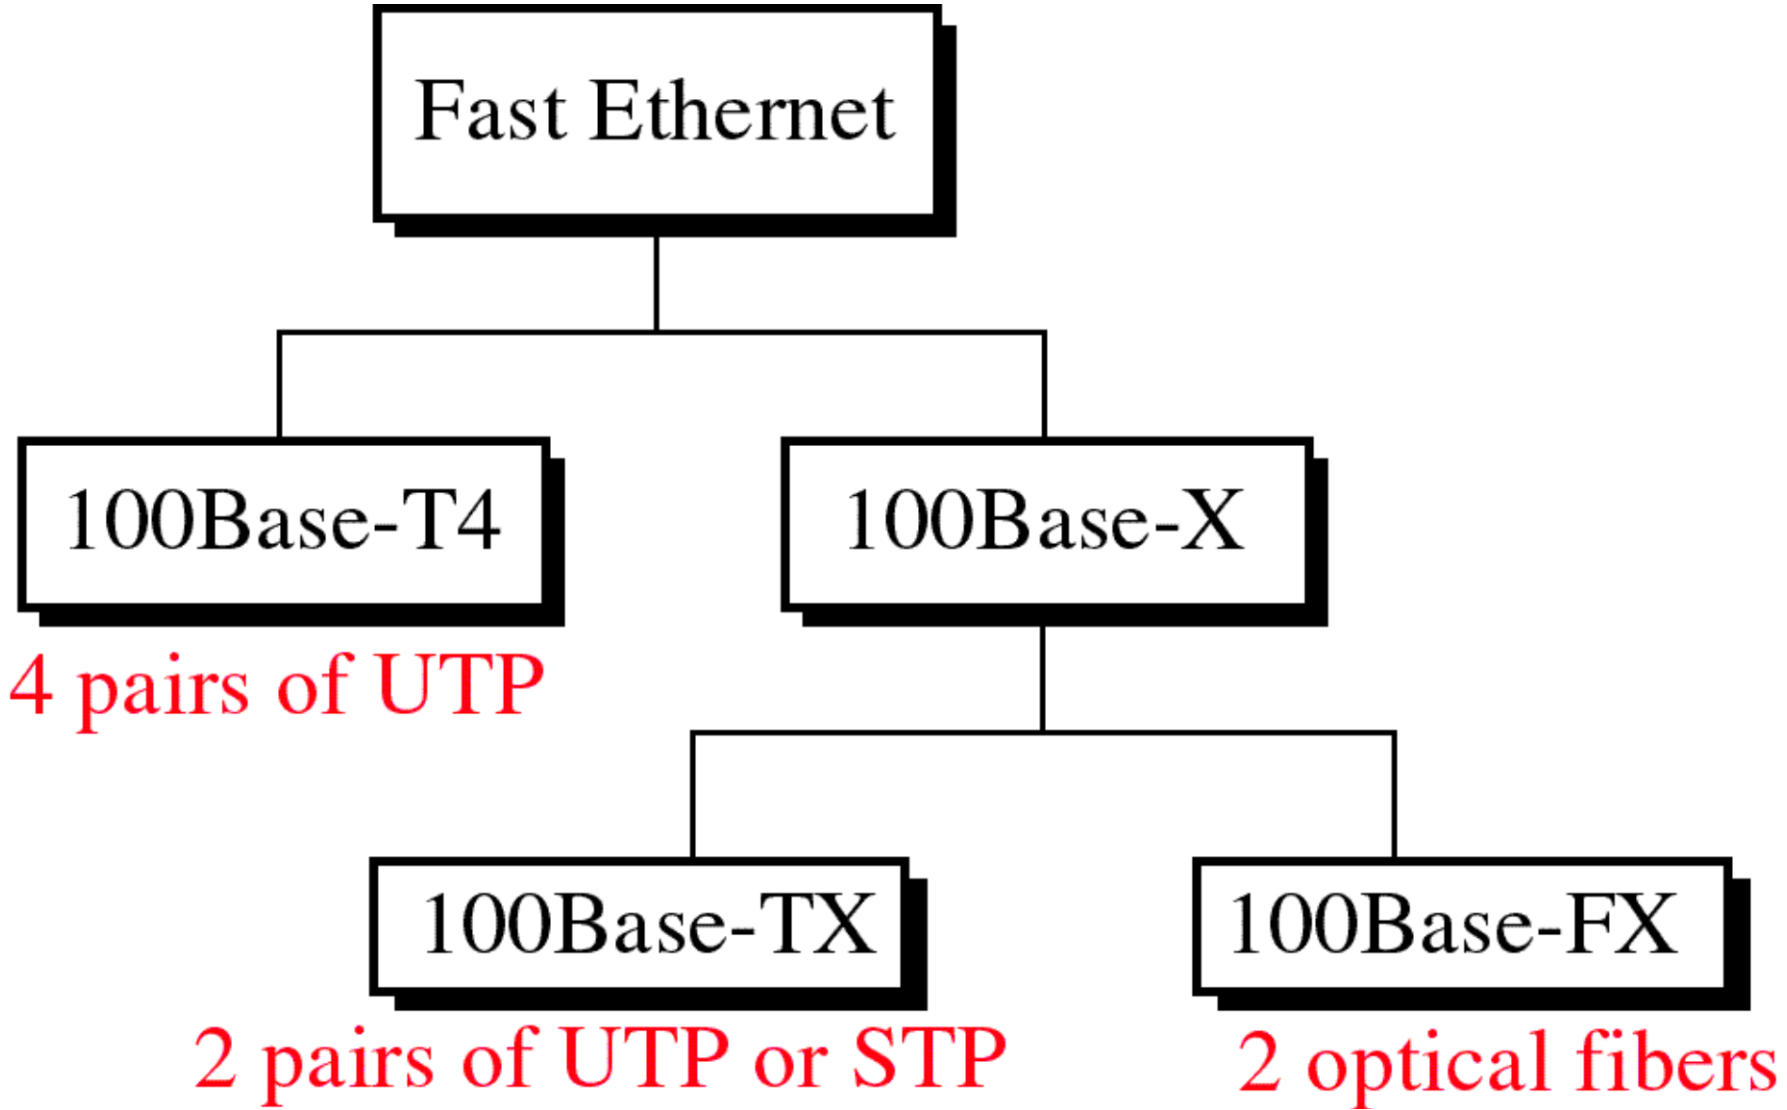 Fast Ethernet
100Base-T4
100Base-X
4 pairs of UTP
100Base-TX
100Base-FX
2 pairs of UTP or STP
2 optical fibers